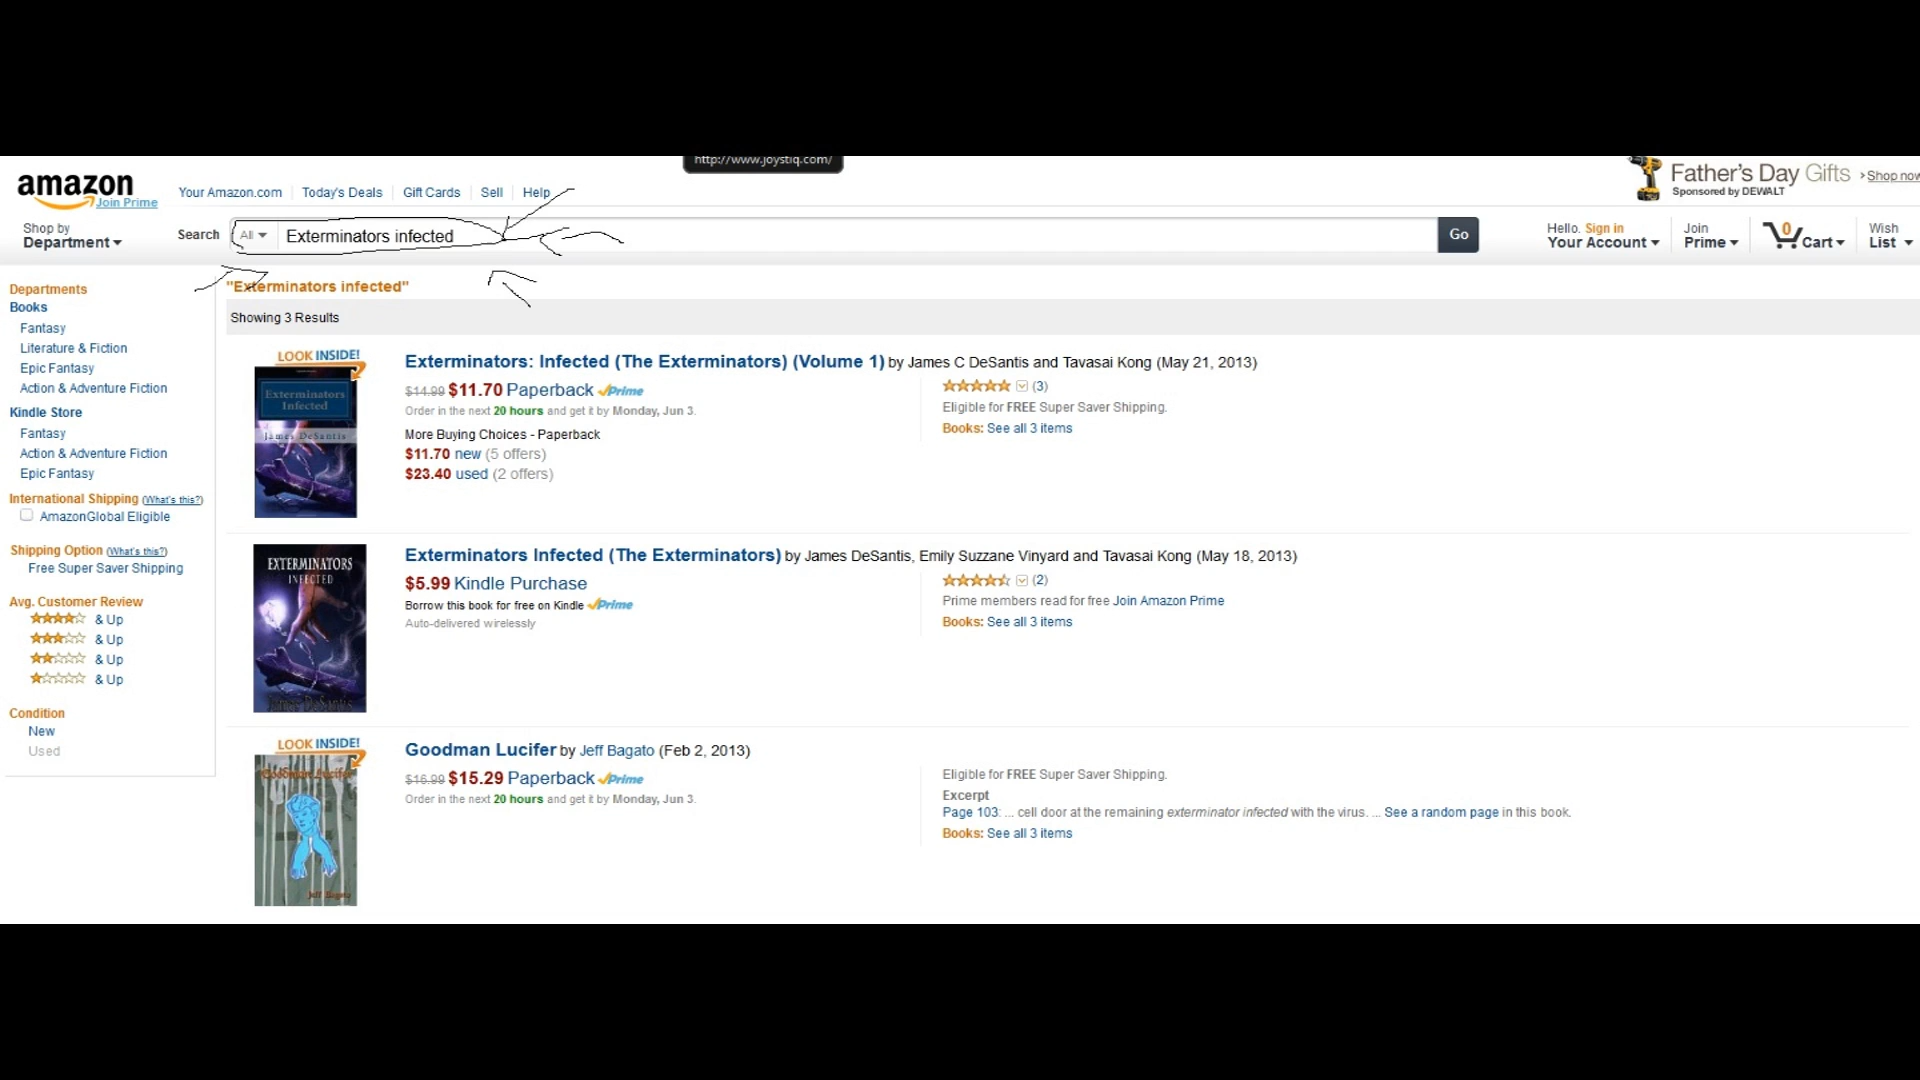 http://www.joystiq.com/
amazon
Join Prime
Your Amazon.com
Today's Deals
Gift Cards
Sell
Help
Father's Day Gifts
›Shop now
Sponsored by DEWALT
Shop by
Department
Search
All
Exterminators infected
Go
Hello. Sign in
Your Account
Join
Prime
0
Cart
Wish
List
Departments
Books
Fantasy
Literature & Fiction
Epic Fantasy
Action & Adventure Fiction
Kindle Store
Fantasy
Action & Adventure Fiction
Epic Fantasy
International Shipping (What's this?)
AmazonGlobal Eligible
Shipping Option (What's this?)
Free Super Saver Shipping
Avg. Customer Review
& Up
& Up
& Up
& Up
Condition
New
Used
"Exterminators infected"
Showing 3 Results
LOOK INSIDE!
Exterminators
Infected
James DeSantis
Exterminators: Infected (The Exterminators) (Volume 1) by James C DeSantis and Tavasai Kong (May 21, 2013)
$14.99 $11.70 Paperback Prime
Order in the next 20 hours and get it by Monday, Jun 3.
More Buying Choices - Paperback
$11.70 new (5 offers)
$23.40 used (2 offers)
(3)
Eligible for FREE Super Saver Shipping.
Books: See all 3 items
EXTERMINATORS
INFECTED
James DeSantis
Exterminators Infected (The Exterminators) by James DeSantis, Emily Suzzane Vinyard and Tavasai Kong (May 18, 2013)
$5.99 Kindle Purchase
Borrow this book for free on Kindle Prime
Auto-delivered wirelessly
(2)
Prime members read for free Join Amazon Prime
Books: See all 3 items
LOOK INSIDE!
Goodman Lucifer
Jeff Bagato
Goodman Lucifer by Jeff Bagato (Feb 2, 2013)
$16.99 $15.29 Paperback Prime
Order in the next 20 hours and get it by Monday, Jun 3.
Eligible for FREE Super Saver Shipping.
Excerpt
Page 103: ... cell door at the remaining exterminator infected with the virus. ... See a random page in this book.
Books: See all 3 items